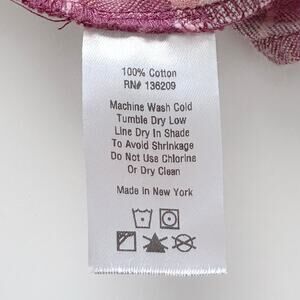 100% Cotton
RN# 136209
Machine Wash Cold
Tumble Dry Low
Line Dry In Shade
To Avoid Shrinkage
Do Not Use Chlorine
Or Dry Clean
Made in New York